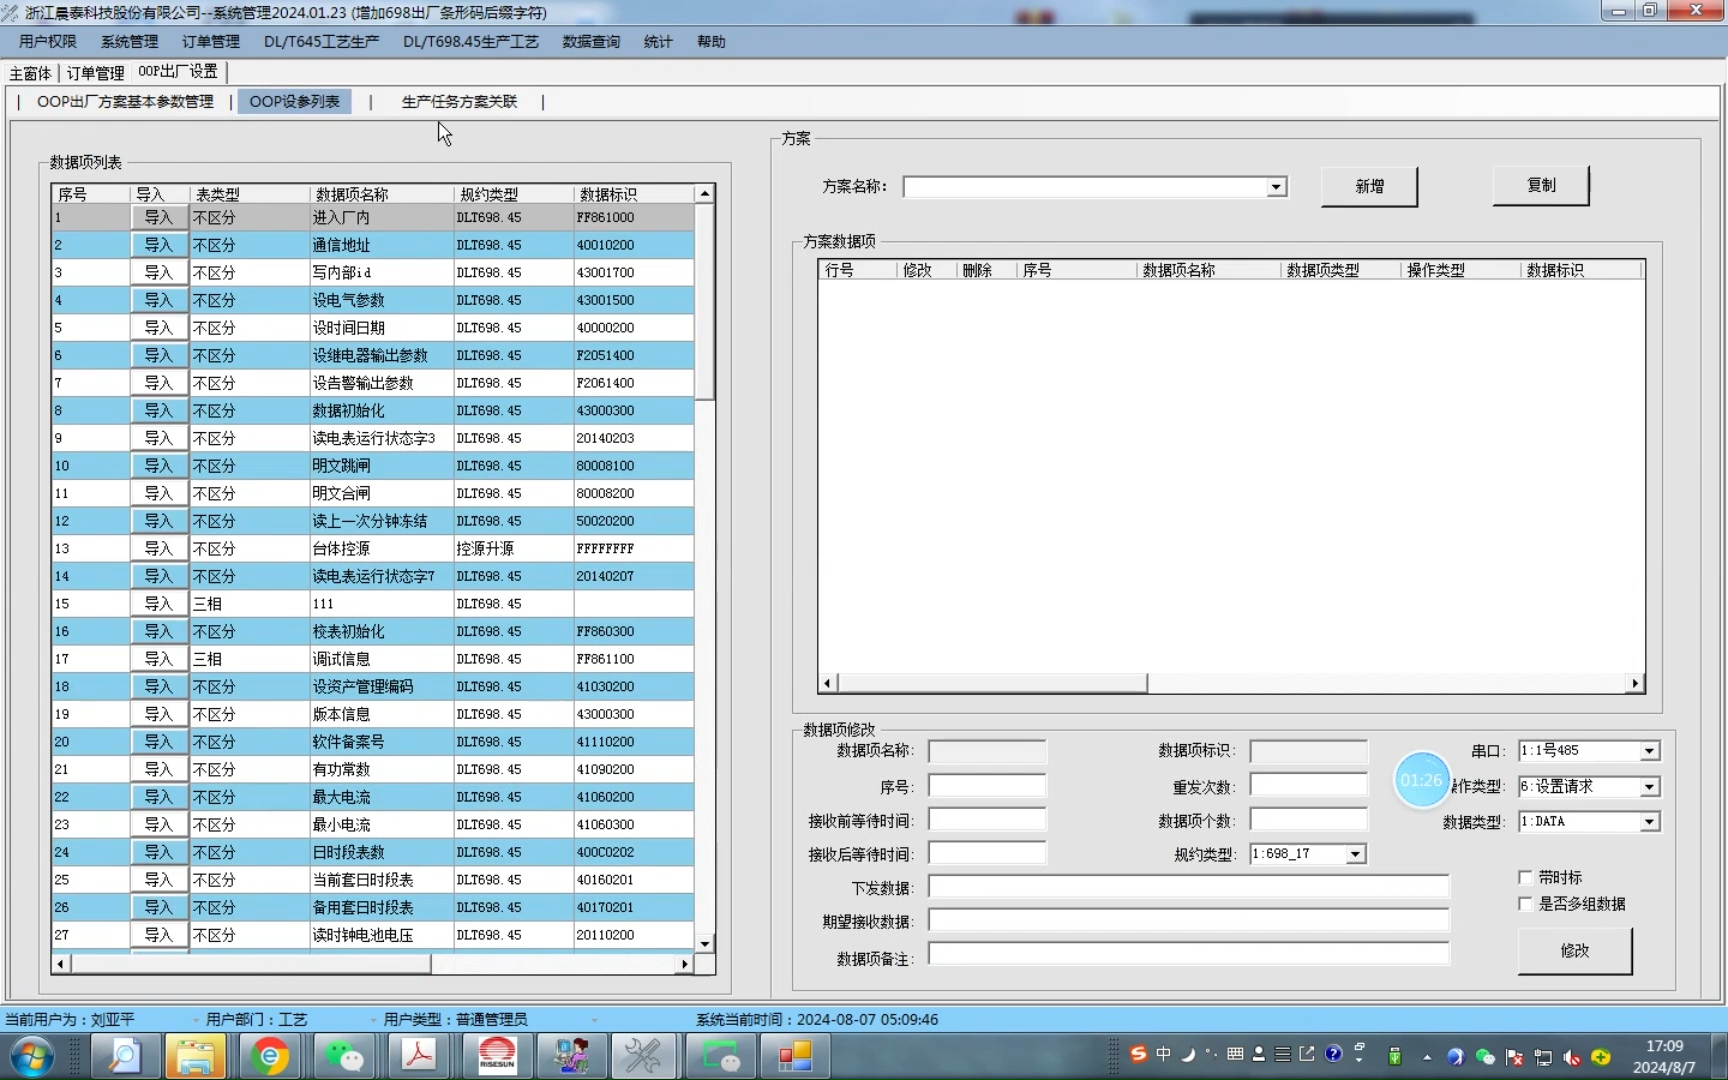 浙江晨泰科技股份有限公司--系统管理2024.01.23 (增加698出厂条形码后缀字符)
用户权限 系统管理 订单管理 DL/T645工艺生产 DL/T698.45生产工艺 数据查询 统计 帮助
主窗体 订单管理 OOP出厂设置
OOP出厂方案基本参数管理 | OOP设参列表 | 生产任务方案关联 |
数据项列表
序号 导入 表类型 数据项名称 规约类型 数据标识
1 导入 不区分 进入厂内 DLT698.45 FF861000
2 导入 不区分 通信地址 DLT698.45 40010200
3 导入 不区分 写内部id DLT698.45 43001700
4 导入 不区分 设电气参数 DLT698.45 43001500
5 导入 不区分 设时间日期 DLT698.45 40000200
6 导入 不区分 设继电器输出参数 DLT698.45 F2051400
7 导入 不区分 设告警输出参数 DLT698.45 F2061400
8 导入 不区分 数据初始化 DLT698.45 43000300
9 导入 不区分 读电表运行状态字3 DLT698.45 20140203
10 导入 不区分 明文跳闸 DLT698.45 80008100
11 导入 不区分 明文合闸 DLT698.45 80008200
12 导入 不区分 读上一次分钟冻结 DLT698.45 50020200
13 导入 不区分 台体控源 控源升源 FFFFFFFF
14 导入 不区分 读电表运行状态字7 DLT698.45 20140207
15 导入 三相 111 DLT698.45
16 导入 不区分 校表初始化 DLT698.45 FF860300
17 导入 三相 调试信息 DLT698.45 FF861100
18 导入 不区分 设资产管理编码 DLT698.45 41030200
19 导入 不区分 版本信息 DLT698.45 43000300
20 导入 不区分 软件备案号 DLT698.45 41110200
21 导入 不区分 有功常数 DLT698.45 41090200
22 导入 不区分 最大电流 DLT698.45 41060200
23 导入 不区分 最小电流 DLT698.45 41060300
24 导入 不区分 日时段表数 DLT698.45 400C0202
25 导入 不区分 当前套日时段表 DLT698.45 40160201
26 导入 不区分 备用套日时段表 DLT698.45 40170201
27 导入 不区分 读时钟电池电压 DLT698.45 20110200
方案
方案名称: 新增 复制
方案数据项
行号 修改 删除 序号 数据项名称 数据项类型 操作类型 数据标识
数据项修改
数据项名称: 数据项标识: 串口: 1:1号485
序号: 重发次数: 操作类型: 6:设置请求
01:26
接收前等待时间: 数据项个数: 数据类型: 1:DATA
接收后等待时间: 规约类型: 1:698_17
下发数据: 带时标
期望接收数据: 是否多组数据
数据项备注: 修改
当前用户为：刘亚平 用户部门：工艺 用户类型：普通管理员 系统当前时间：2024-08-07 05:09:46
RISESUN
中
17:09
2024/8/7